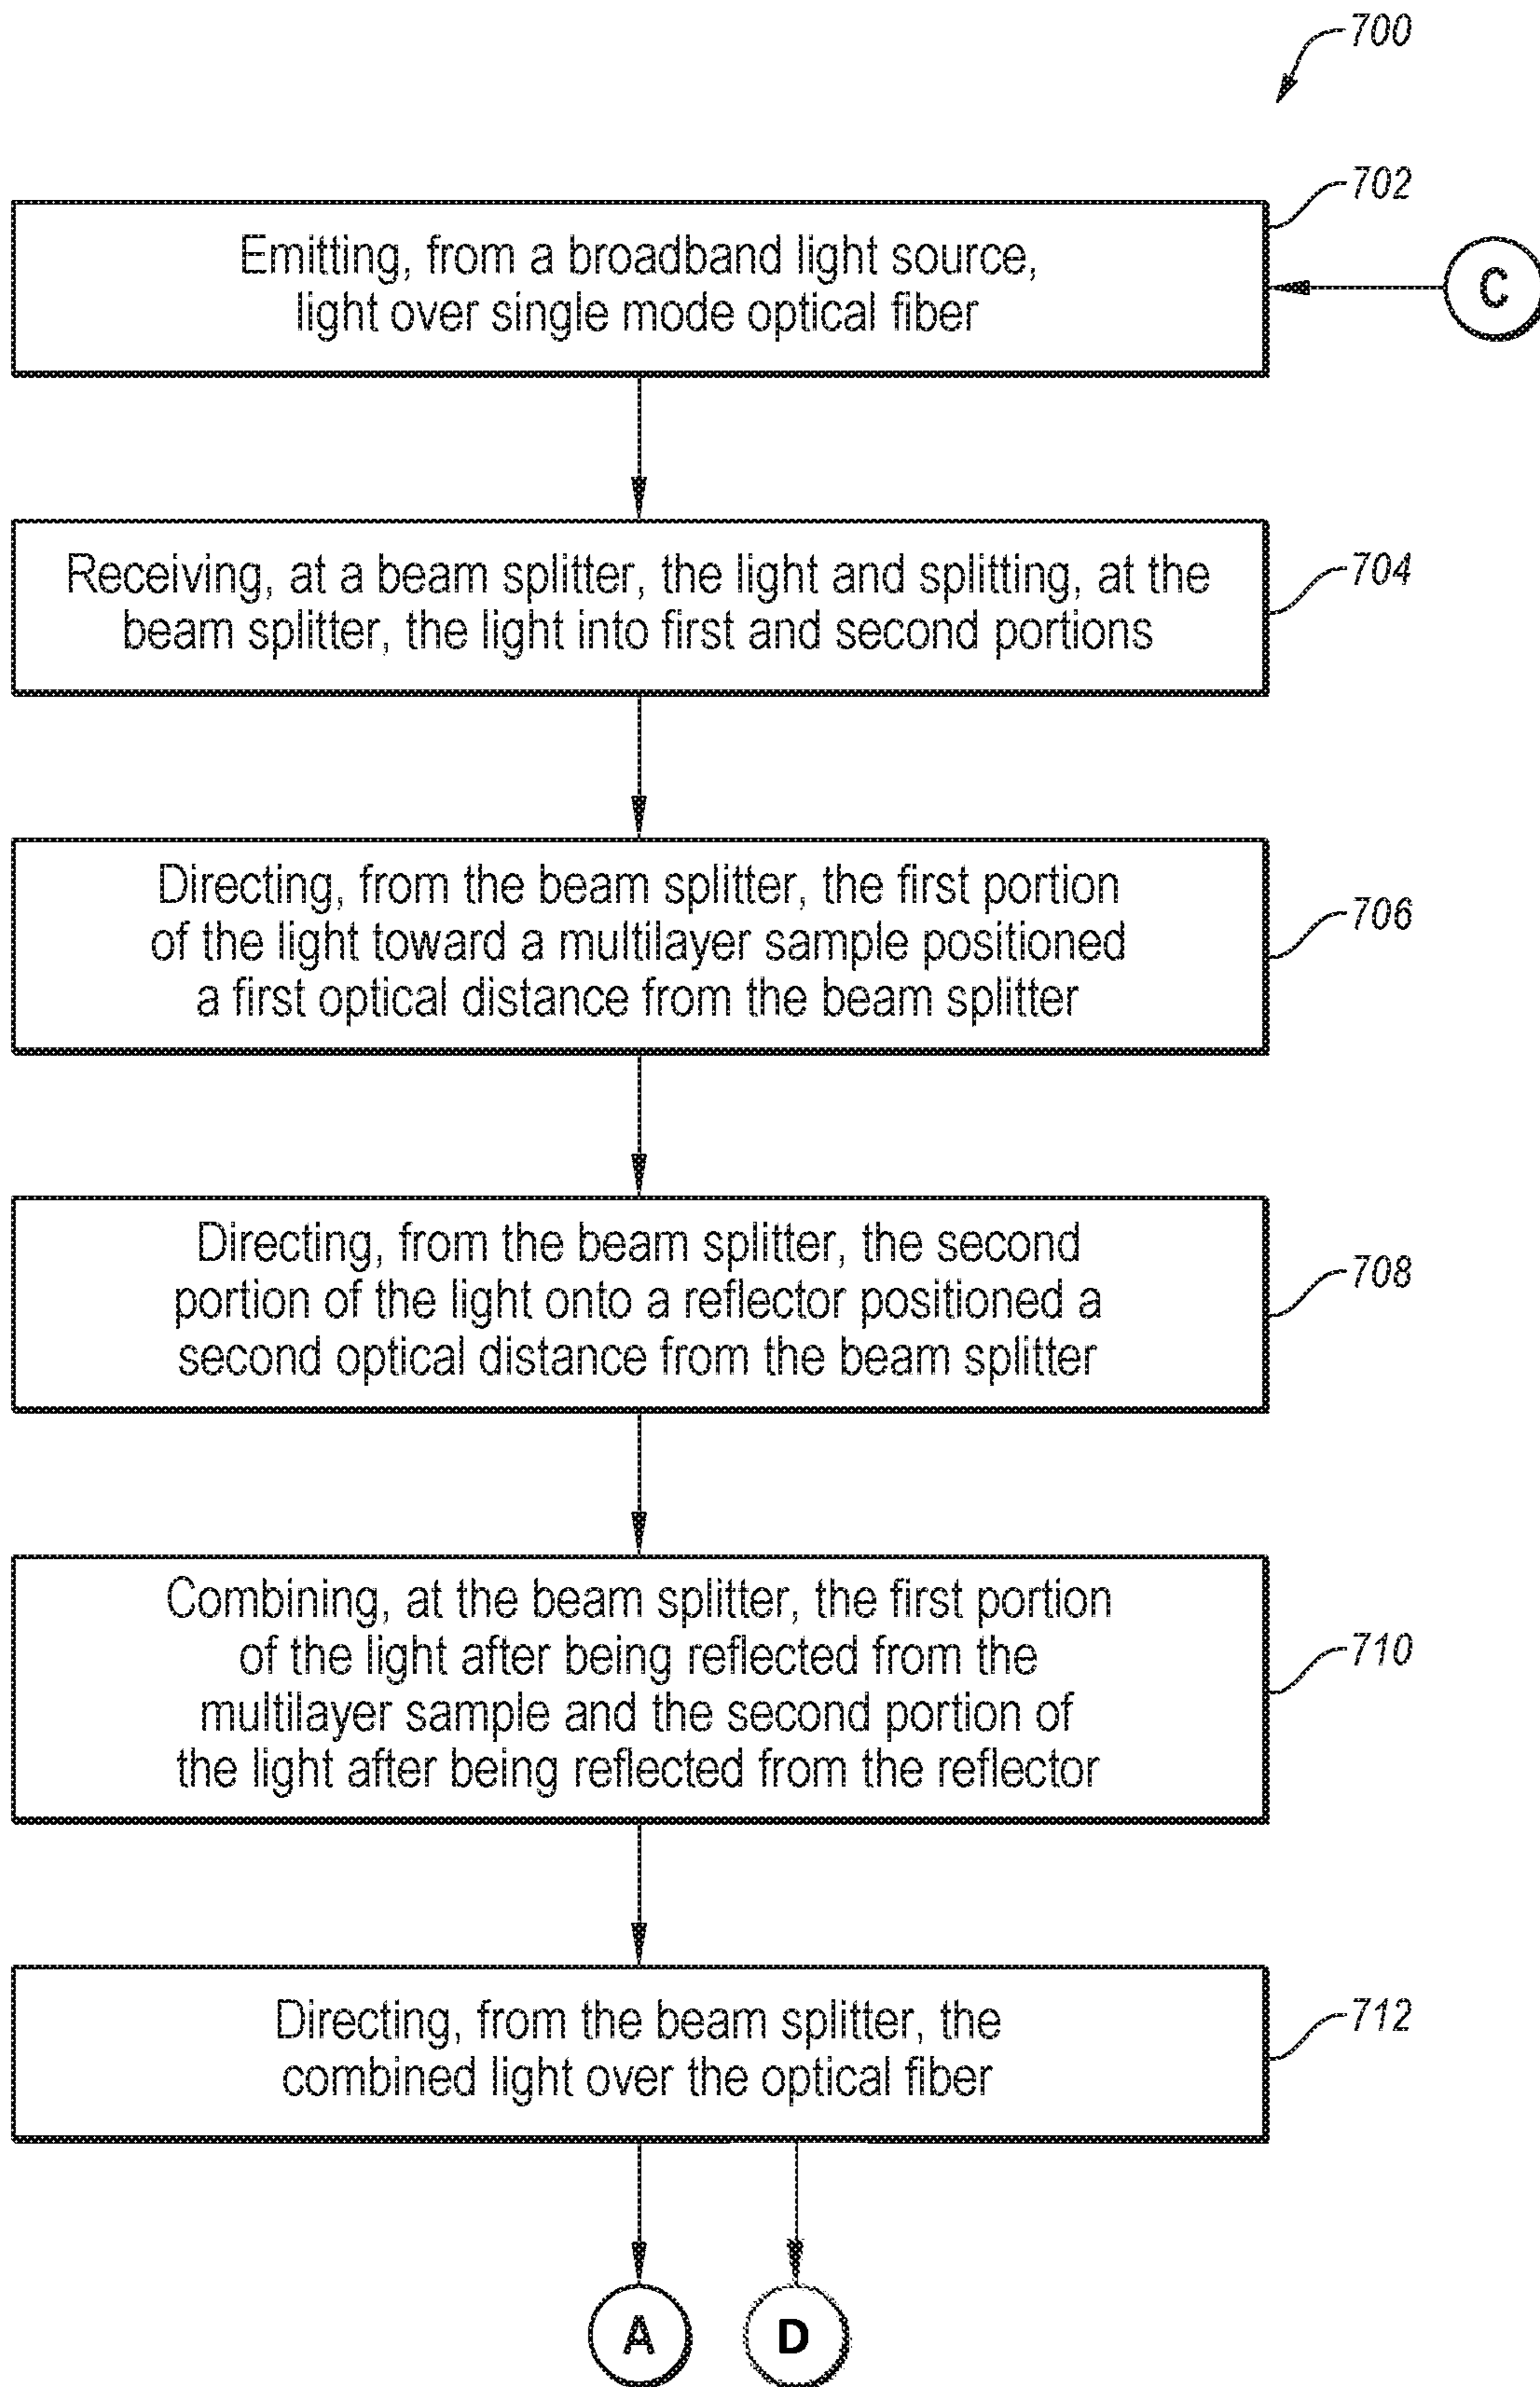 700
702
Emitting, from a broadband light source,
light over single mode optical fiber
C
Receiving, at a beam splitter, the light and splitting, at the
beam splitter, the light into first and second portions
704
Directing, from the beam splitter, the first portion
of the light toward a multilayer sample positioned
a first optical distance from the beam splitter
706
Directing, from the beam splitter, the second
portion of the light onto a reflector positioned a
second optical distance from the beam splitter
708
Combining, at the beam splitter, the first portion
of the light after being reflected from the
multilayer sample and the second portion of
the light after being reflected from the reflector
710
Directing, from the beam splitter, the
combined light over the optical fiber
712
A
D